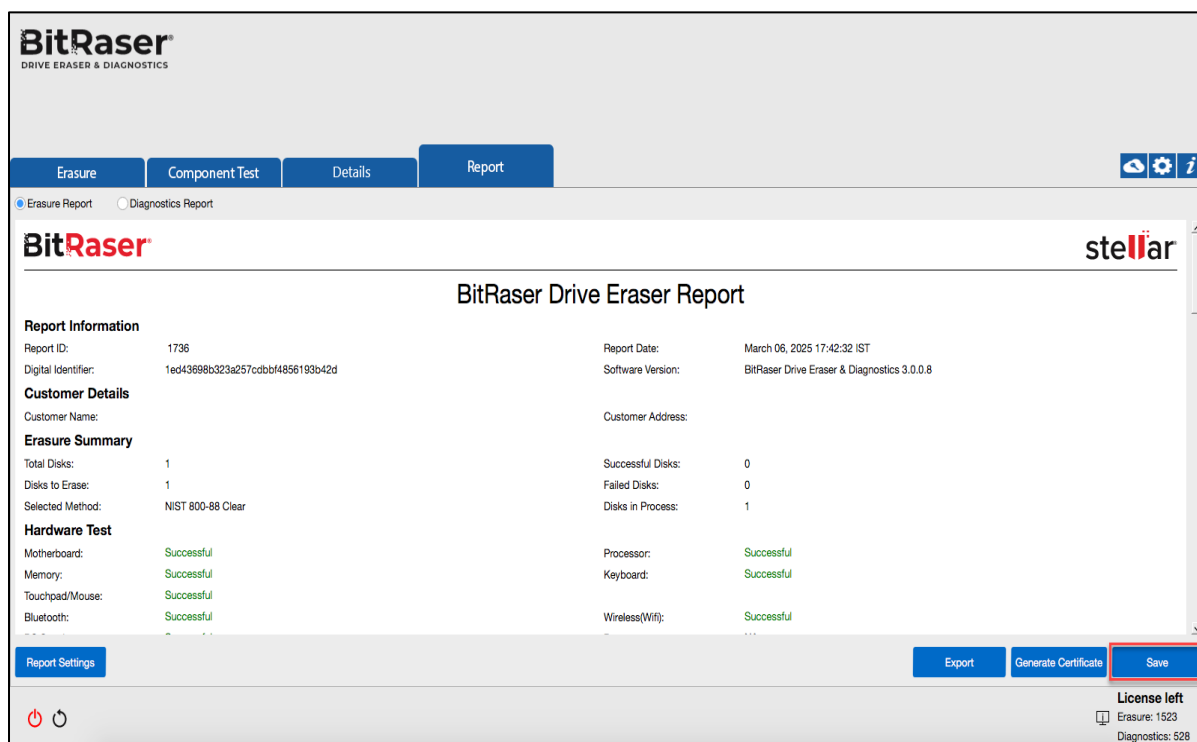 BitRaser®
DRIVE ERASER & DIAGNOSTICS
Erasure Component Test Details Report
Erasure Report Diagnostics Report
BitRaser® stellar
BitRaser Drive Eraser Report
Report Information
Report ID: 1736 Report Date: March 06, 2025 17:42:32 IST
Digital Identifier: 1ed43698b323a257cdbbf4856193b42d Software Version: BitRaser Drive Eraser & Diagnostics 3.0.0.8
Customer Details
Customer Name: Customer Address:
Erasure Summary
Total Disks: 1 Successful Disks: 0
Disks to Erase: 1 Failed Disks: 0
Selected Method: NIST 800-88 Clear Disks in Process: 1
Hardware Test
Motherboard: Successful Processor: Successful
Memory: Successful Keyboard: Successful
Touchpad/Mouse: Successful
Bluetooth: Successful Wireless(Wifi): Successful
Report Settings Export Generate Certificate Save
License left
Erasure: 1523
Diagnostics: 528